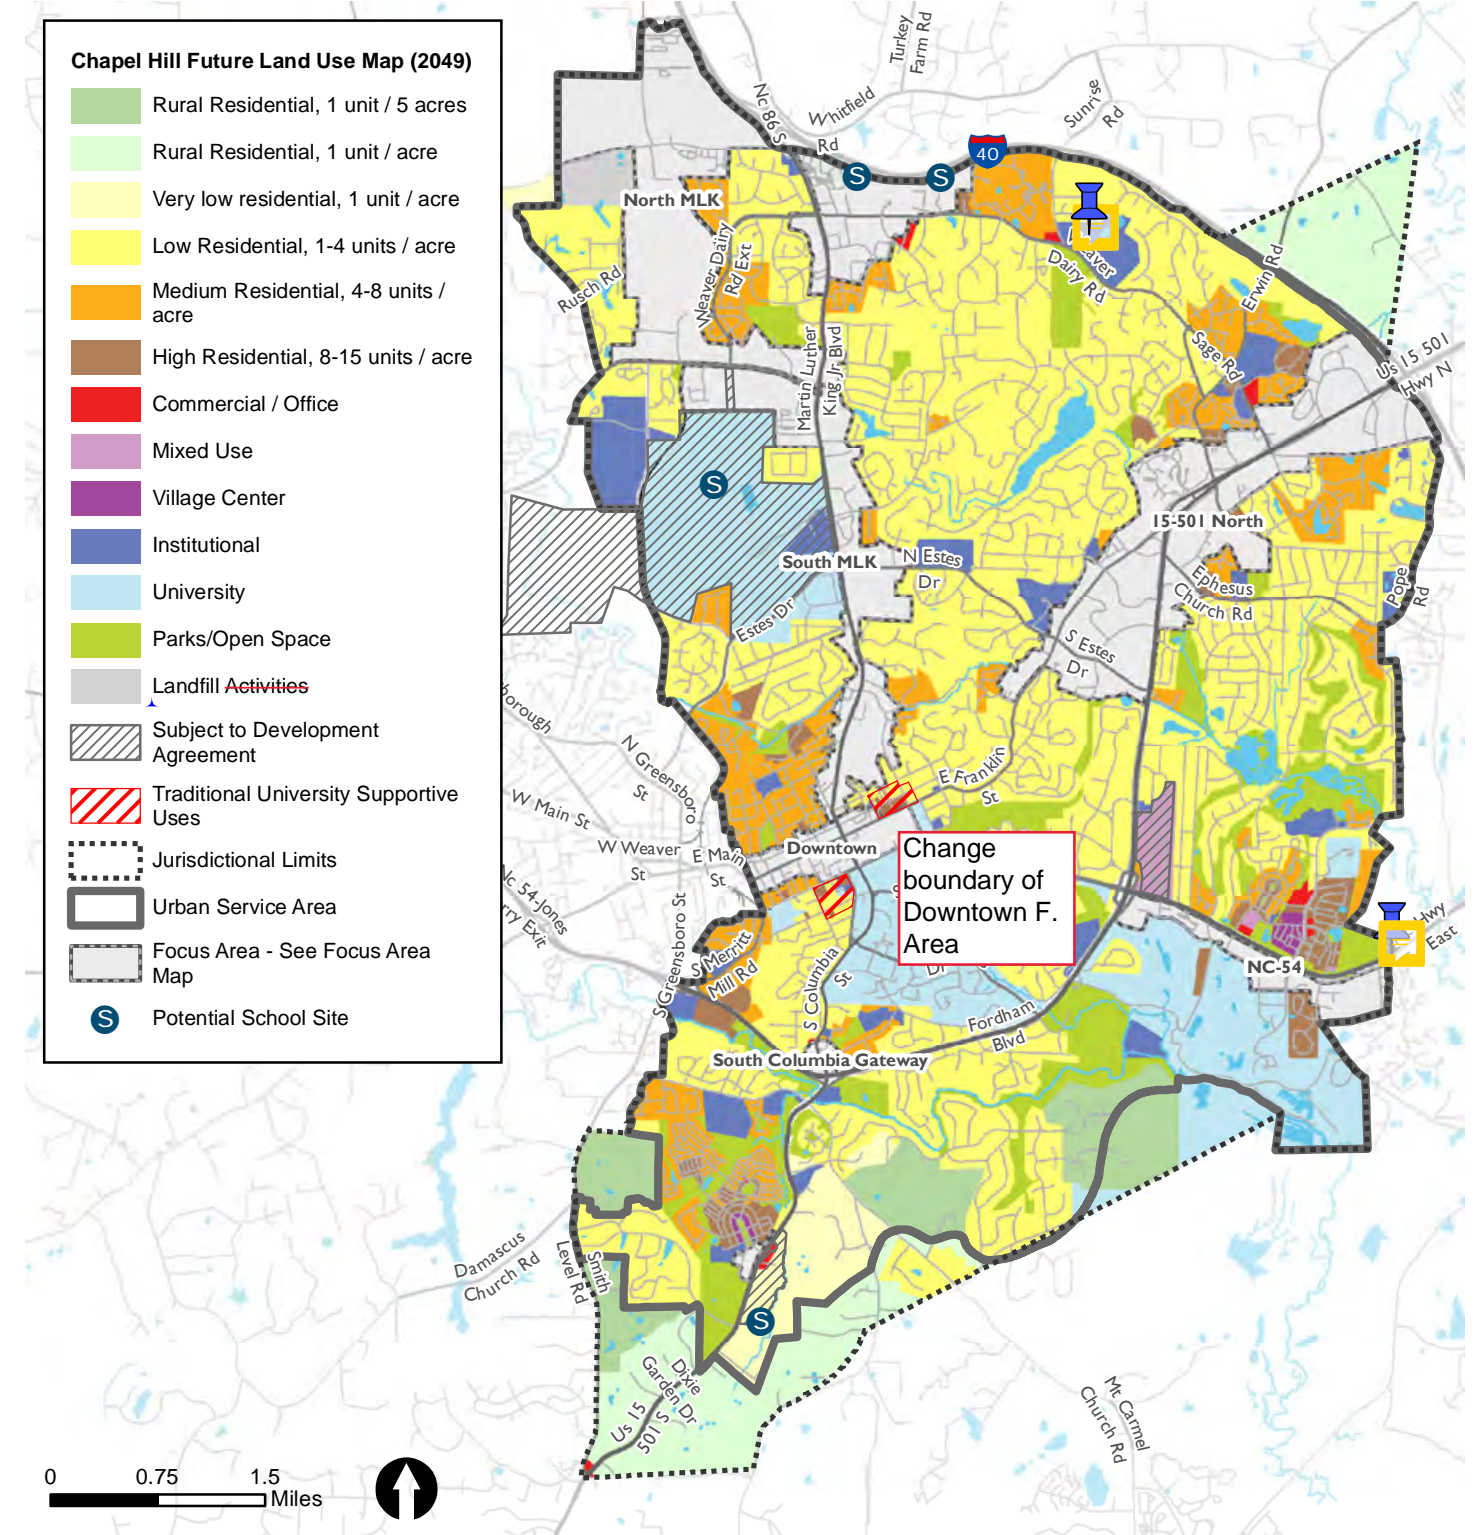 Chapel Hill Future Land Use Map (2049)
Rural Residential, 1 unit / 5 acres
Rural Residential, 1 unit / acre
Very low residential, 1 unit / acre
Low Residential, 1-4 units / acre
Medium Residential, 4-8 units /
acre
High Residential, 8-15 units / acre
Commercial / Office
Mixed Use
Village Center
Institutional
University
Parks/Open Space
Landfill Activities
Subject to Development
Agreement
Traditional University Supportive
Uses
Jurisdictional Limits
Urban Service Area
Focus Area - See Focus Area
Map
S
Potential School Site
Turkey
Farm Rd
Nc 86 S
Whitfield
Rd
Sunrise
Rd
40
S
S
North MLK
Weaver Dairy
Rd Ext
Rusch Rd
Weaver
Dairy Rd
Erwin Rd
Sage Rd
Us 15 501
Hwy N
Martin Luther
King Jr Blvd
S
15-501 North
South MLK
N Estes
Dr
Ephesus
Church Rd
Pope
Rd
Estes Dr
S Estes
Dr
borough
N Greensboro
St
W Main St
E Franklin
St
W Weaver
St
E Main
St
Downtown
Change
boundary of
Downtown F.
Area
Nc 54-Jones
rry Exit
S Greensboro St
S Merritt
Mill Rd
S Columbia
St
Dr
Fordham
Blvd
NC-54
Hwy
East
South Columbia Gateway
Damascus
Church Rd
Smith
Level Rd
S
Dixie
Garden Dr
Us 15
501 S
Mt Carmel
Church Rd
0 0.75 1.5
Miles